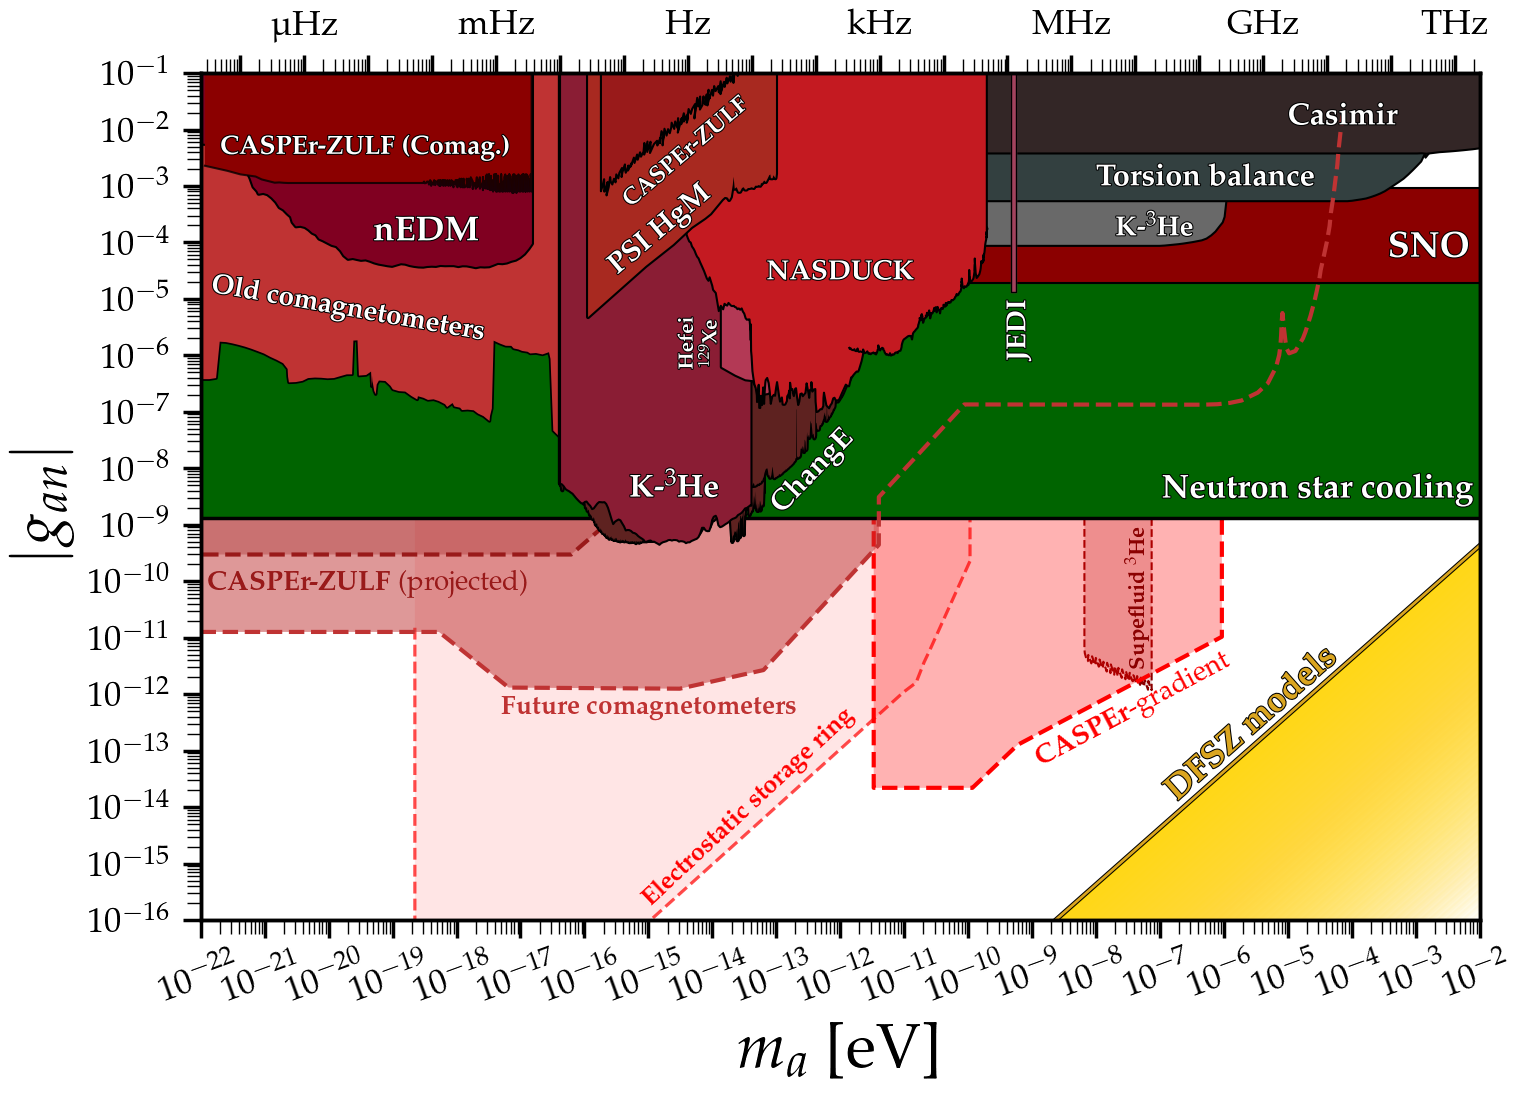 µHz mHz Hz kHz MHz GHz THz
10⁻¹
10⁻²
10⁻³
10⁻⁴
10⁻⁵
10⁻⁶
10⁻⁷
10⁻⁸
10⁻⁹
10⁻¹⁰
10⁻¹¹
10⁻¹²
10⁻¹³
10⁻¹⁴
10⁻¹⁵
10⁻¹⁶
|gₐₙ|
CASPEr-ZULF (Comag.)
nEDM
Old comagnetometers
CASPEr-ZULF
PSI HgM
NASDUCK
Hefei
¹²⁹Xe
K-³He
ChangE
Casimir
Torsion balance
K-³He
SNO
JEDI
Neutron star cooling
CASPEr-ZULF (projected)
Future comagnetometers
Electrostatic storage ring
Supefluid ³He
CASPEr-gradient
DFSZ models
10⁻²² 10⁻²¹ 10⁻²⁰ 10⁻¹⁹ 10⁻¹⁸ 10⁻¹⁷ 10⁻¹⁶ 10⁻¹⁵ 10⁻¹⁴ 10⁻¹³ 10⁻¹² 10⁻¹¹ 10⁻¹⁰ 10⁻⁹ 10⁻⁸ 10⁻⁷ 10⁻⁶ 10⁻⁵ 10⁻⁴ 10⁻³ 10⁻²
mₐ [eV]